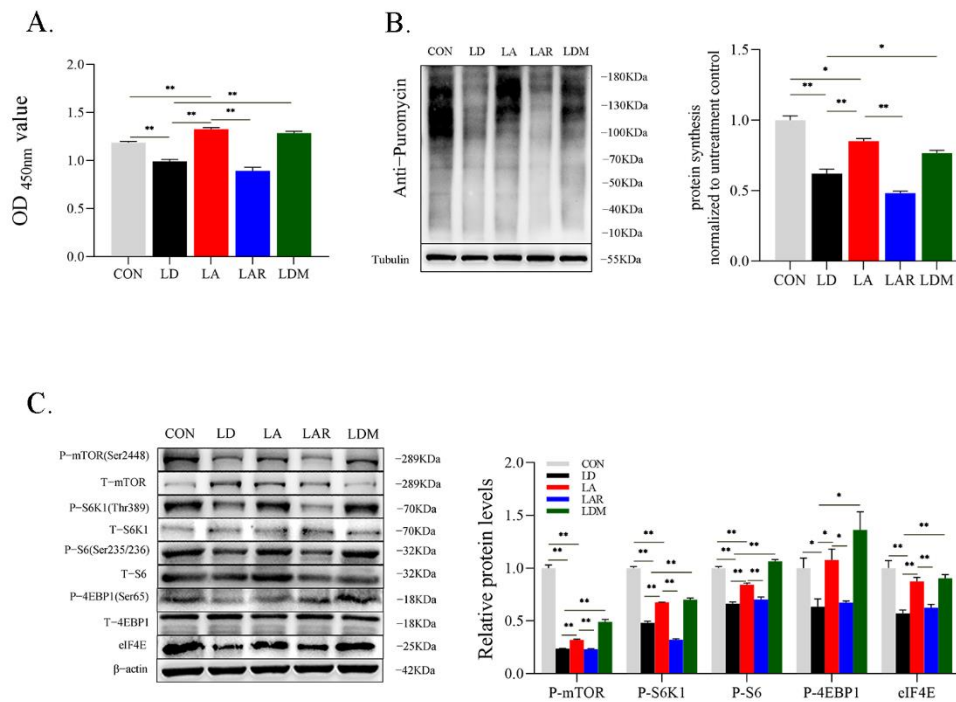 A.
OD 450nm value
2.0
1.5
1.0
0.5
0.0
** **
** ** **
CON LD LA LAR LDM
B.
CON LD LA LAR LDM
Anti−Puromycin
−180KDa
−130KDa
−100KDa
−70KDa
−50KDa
−40KDa
−10KDa
Tubulin −55KDa
protein synthesis
normalized to untreatment control
1.5
1.0
0.5
0.0
*
*
** ** **
CON LD LA LAR LDM
C.
CON LD LA LAR LDM
P−mTOR(Ser2448) −289KDa
T−mTOR −289KDa
P−S6K1(Thr389) −70KDa
T−S6K1 −70KDa
P−S6(Ser235/236) −32KDa
T−S6 −32KDa
P−4EBP1(Ser65) −18KDa
T−4EBP1 −18KDa
eIF4E −25KDa
β−actin −42KDa
Relative protein levels
2.0
1.5
1.0
0.5
0.0
CON
LD
LA
LAR
LDM
** ** ** ** **
** ** ** ** **
** ** ** ** **
* * * *
** ** ** ** **
P-mTOR P-S6K1 P-S6 P-4EBP1 eIF4E